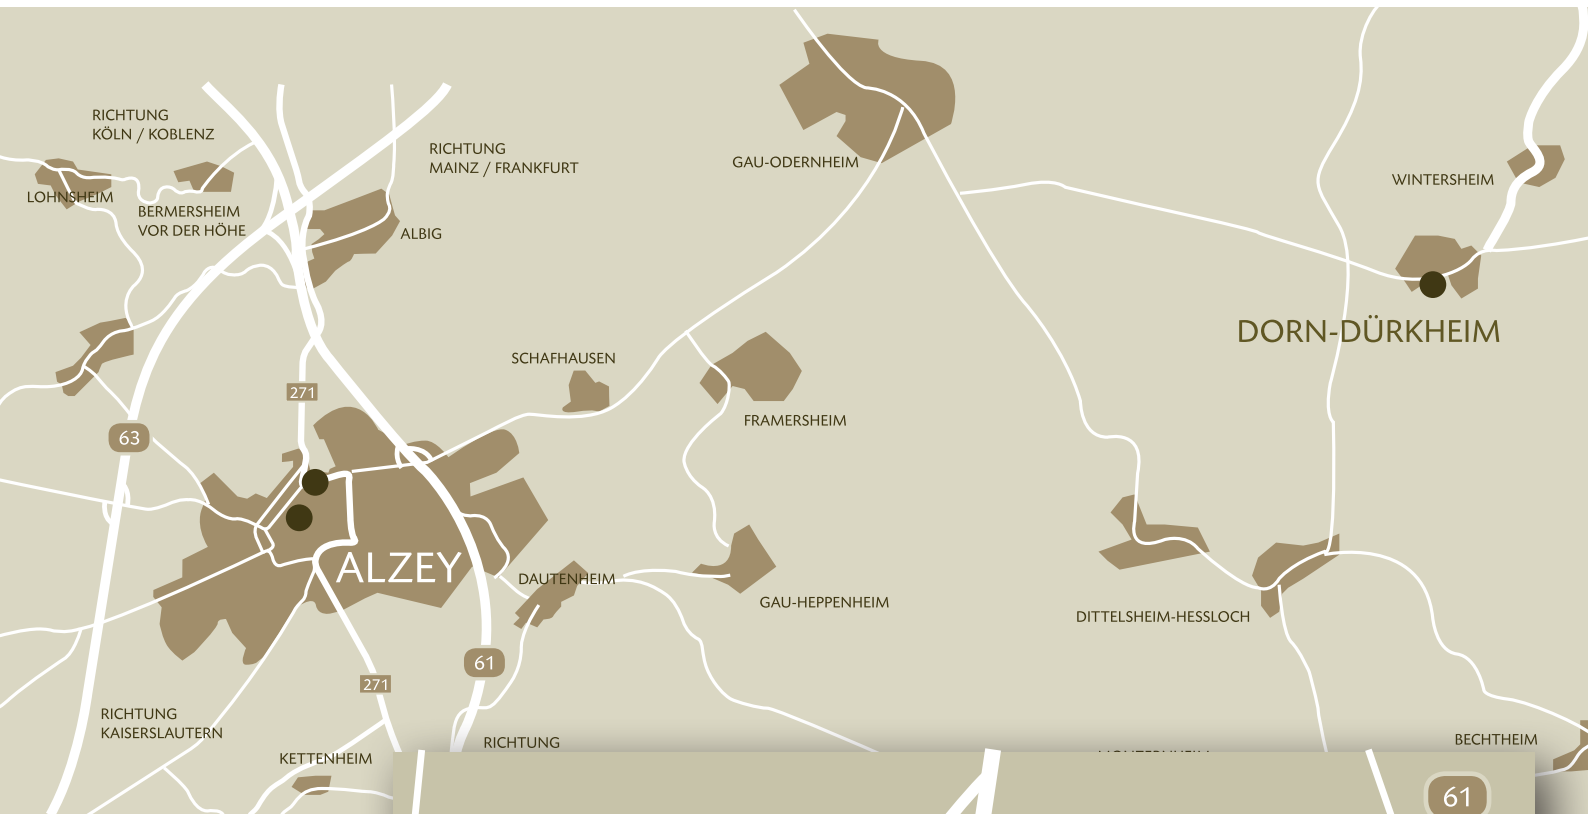 RICHTUNG
KÖLN / KOBLENZ
RICHTUNG
MAINZ / FRANKFURT
GAU-ODERNHEIM
WINTERSHEIM
LOHNSHEIM
BERMERSHEIM
VOR DER HÖHE
ALBIG
DORN-DÜRKHEIM
SCHAFHAUSEN
271
FRAMERSHEIM
63
ALZEY
DAUTENHEIM
GAU-HEPPENHEIM
DITTELSHEIM-HESSLOCH
61
271
RICHTUNG
KAISERSLAUTERN
RICHTUNG
BECHTHEIM
KETTENHEIM
61